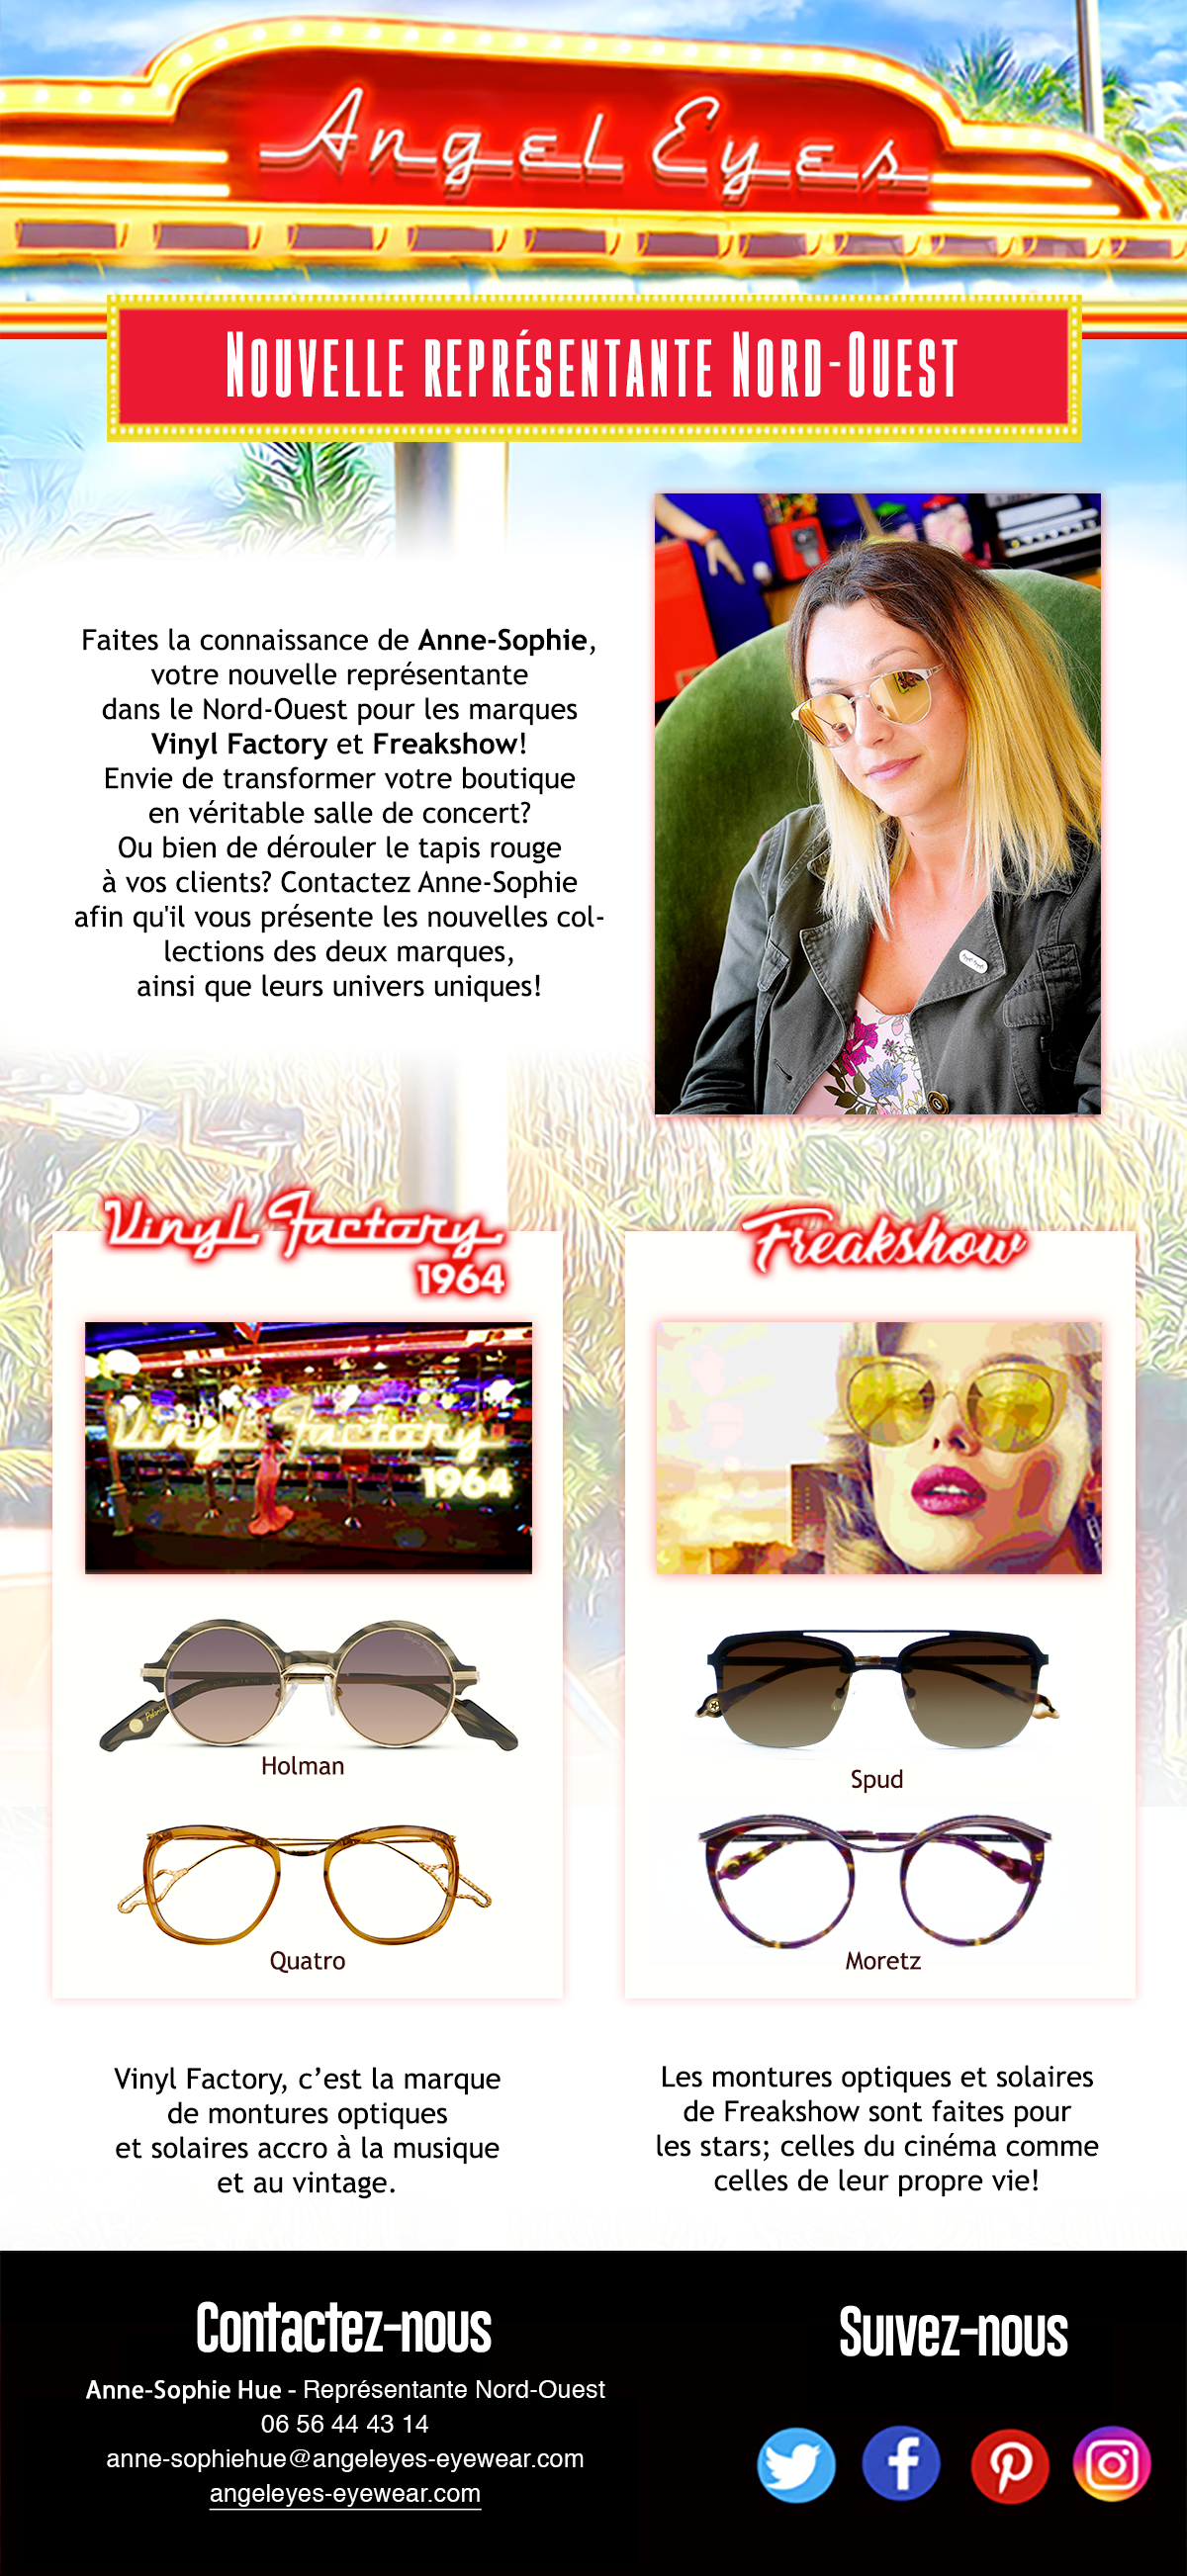 Angel Eyes
Nouvelle représentante Nord-Ouest
Faites la connaissance de Anne-Sophie,
votre nouvelle représentante
dans le Nord-Ouest pour les marques
Vinyl Factory et Freakshow!
Envie de transformer votre boutique
en véritable salle de concert?
Ou bien de dérouler le tapis rouge
à vos clients? Contactez Anne-Sophie
afin qu'il vous présente les nouvelles col-
lections des deux marques,
ainsi que leurs univers uniques!
Vinyl Factory
1964
Vinyl Factory
1964
Holman
Quatro
Vinyl Factory, c’est la marque
de montures optiques
et solaires accro à la musique
et au vintage.
Freakshow
Spud
Moretz
Les montures optiques et solaires
de Freakshow sont faites pour
les stars; celles du cinéma comme
celles de leur propre vie!
Contactez-nous
Anne-Sophie Hue - Représentante Nord-Ouest
06 56 44 43 14
anne-sophiehue@angeleyes-eyewear.com
angeleyes-eyewear.com
Suivez-nous